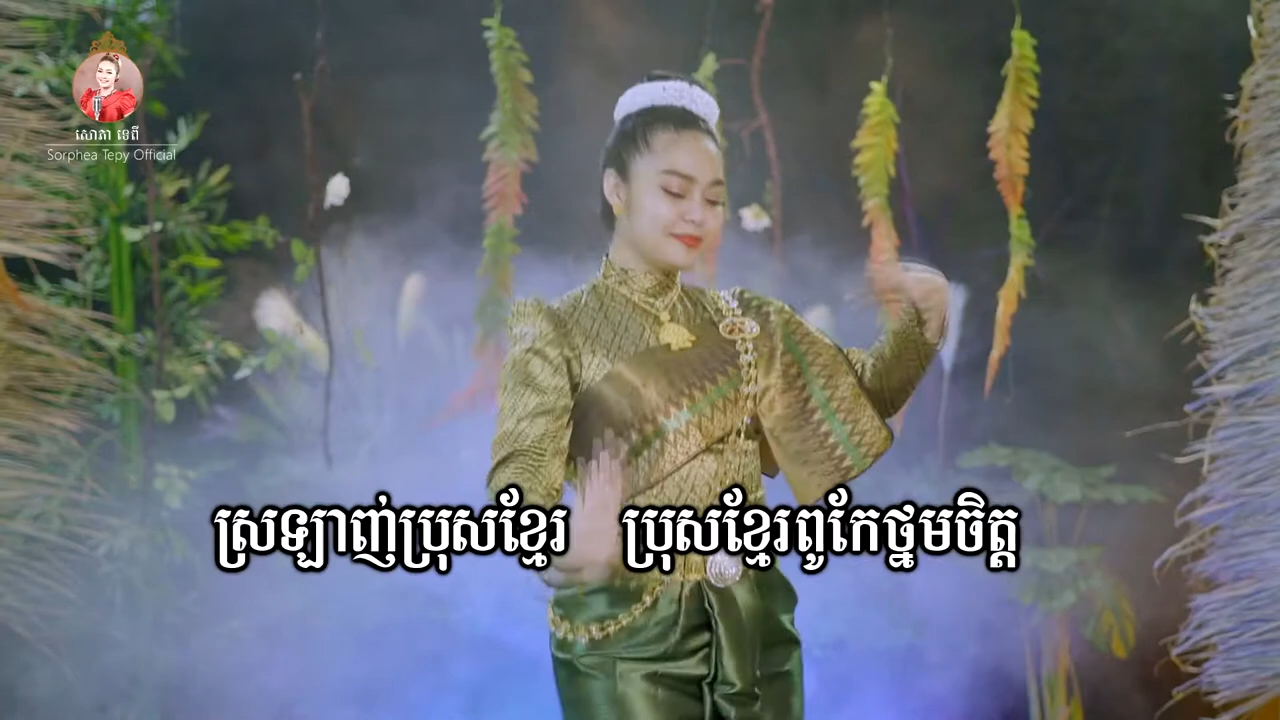 សោភា ទេពី
Sorphea Tepy Official
ស្រឡាញ់ប្រុសខ្មែរ ប្រុសខ្មែរពូកែថ្នមចិត្ត